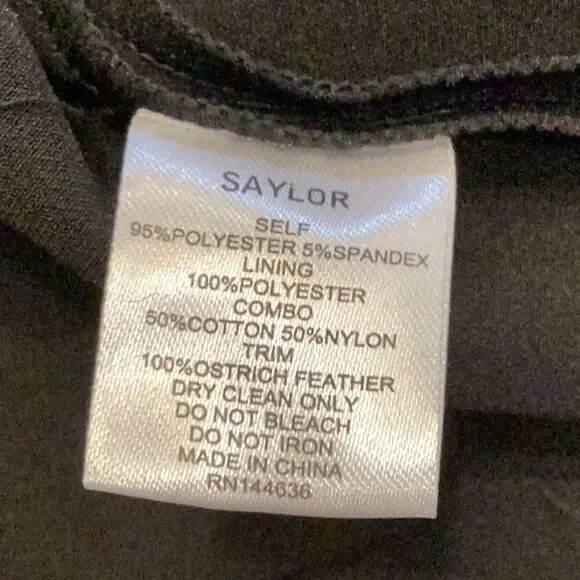 SAYLOR
SELF
95%POLYESTER 5%SPANDEX
LINING
100%POLYESTER
COMBO
50%COTTON 50%NYLON
TRIM
100%OSTRICH FEATHER
DRY CLEAN ONLY
DO NOT BLEACH
DO NOT IRON
MADE IN CHINA
RN144636